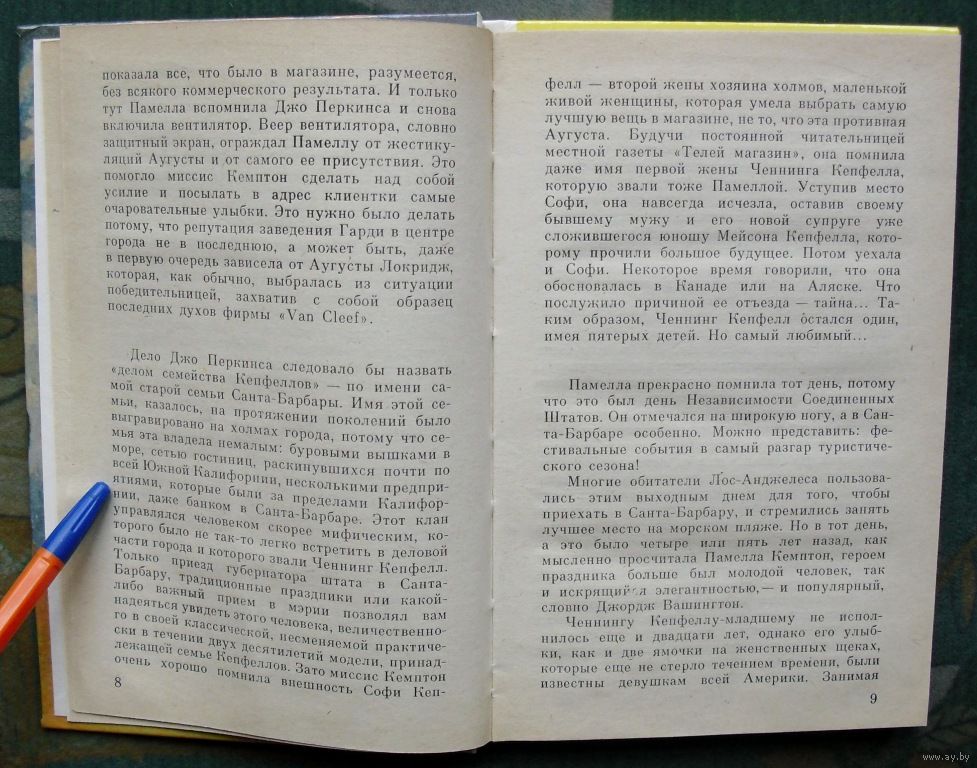 показала все, что было в магазине, разумеется,
без всякого коммерческого результата. И только
тут Памелла вспомнила Джо Перкинса и снова
включила вентилятор. Веер вентилятора, словно
защитный экран, ограждал Памеллу от жестику-
ляций Аугусты и от самого ее присутствия. Это
помогло миссис Кемптон сделать над собой
усилие и посылать в адрес клиентки самые
очаровательные улыбки. Это нужно было делать
потому, что репутация заведения Гарди в центре
города не в последнюю, а может быть, даже
в первую очередь зависела от Аугусты Локридж,
которая, как обычно, выбралась из ситуации
победительницей, захватив с собой образец
последних духов фирмы «Van Cleef».
Дело Джо Перкинса следовало бы назвать
«делом семейства Кепфеллов» — по имени са-
мой старой семьи Санта-Барбары. Имя этой се-
мьи, казалось, на протяжении поколений было
выгравировано на холмах города, потому что се-
мья эта владела немалым: буровыми вышками в
море, сетью гостиниц, раскинувшихся почти по
всей Южной Калифорнии, несколькими предпри-
ятиями, которые были за пределами Калифор-
нии, даже банком в Санта-Барбаре. Этот клан
управлялся человеком скорее мифическим, ко-
торого было не так-то легко встретить в деловой
части города и которого звали Ченнинг Кепфелл.
Только приезд губернатора штата в Санта-
Барбару, традиционные праздники или какой-
либо важный прием в мэрии позволял вам
надеяться увидеть этого человека, величественно-
го в своей классической, несменяемой практиче-
ски в течении двух десятилетий модели, принад-
лежащей семье Кепфеллов. Зато миссис Кемптон
очень хорошо помнила внешность Софи Кеп-
8
фелл — второй жены хозяина холмов, маленькой
живой женщины, которая умела выбрать самую
лучшую вещь в магазине, не то, что эта противная
Аугуста. Будучи постоянной читательницей
местной газеты «Телей магазин», она помнила
даже имя первой жены Ченнинга Кепфелла,
которую звали тоже Памеллой. Уступив место
Софи, она навсегда исчезла, оставив своему
бывшему мужу и его новой супруге уже
сложившегося юношу Мейсона Кепфелла, кото-
рому прочили большое будущее. Потом уехала
и Софи. Некоторое время говорили, что она
обосновалась в Канаде или на Аляске. Что
послужило причиной ее отъезда — тайна... Та-
ким образом, Ченнинг Кепфелл остался один,
имея пятерых детей. Но самый любимый...
Памелла прекрасно помнила тот день, потому
что это был день Независимости Соединенных
Штатов. Он отмечался на широкую ногу, а в Сан-
та-Барбаре особенно. Можно представить: фе-
стивальные события в самый разгар туристиче-
ского сезона!
Многие обитатели Лос-Анджелеса пользова-
лись этим выходным днем для того, чтобы
приехать в Санта-Барбару, и стремились занять
лучшее место на морском пляже. Но в тот день,
а это было четыре или пять лет назад, как
мысленно просчитала Памелла Кемптон, героем
праздника больше был молодой человек, так
и искрящийся элегантностью,— и популярный,
словно Джордж Вашингтон.
Ченнингу Кепфеллу-младшему не испол-
нилось еще и двадцати лет, однако его улыб-
ки, как и две ямочки на женственных щеках,
которые еще не стерло течением времени, были
известны девушкам всей Америки. Занимая
9
www.ay.by